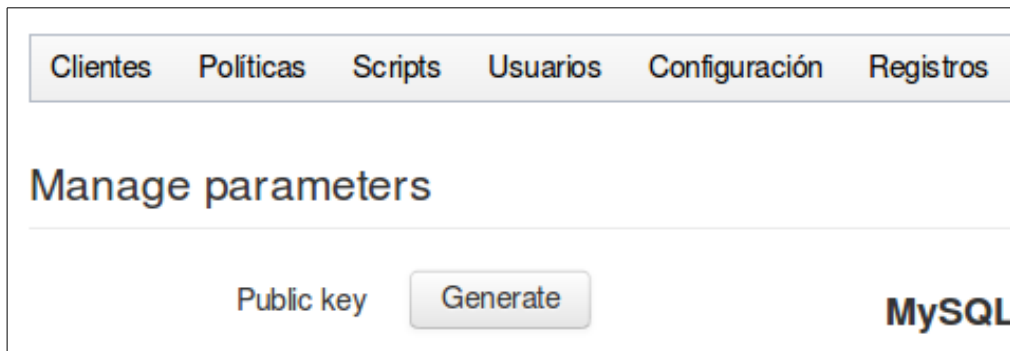 Clientes Políticas Scripts Usuarios Configuración Registros
Manage parameters
Public key Generate MySQL